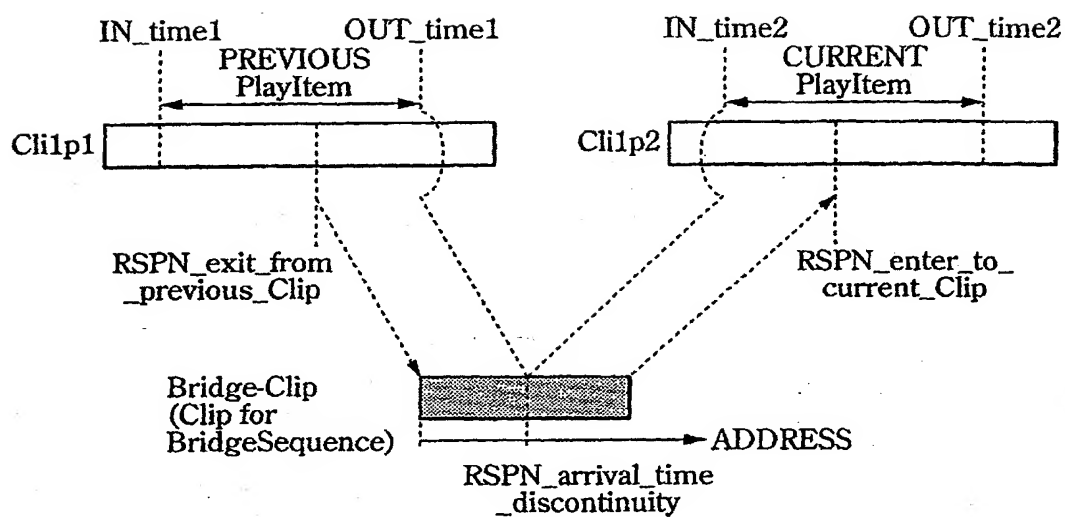 IN_time1
OUT_time1
IN_time2
OUT_time2
PREVIOUS
PlayItem
CURRENT
PlayItem
Cli1p1
Cli1p2
RSPN_exit_from
_previous_Clip
RSPN_enter_to_
current_Clip
Bridge-Clip
(Clip for
BridgeSequence)
ADDRESS
RSPN_arrival_time
_discontinuity